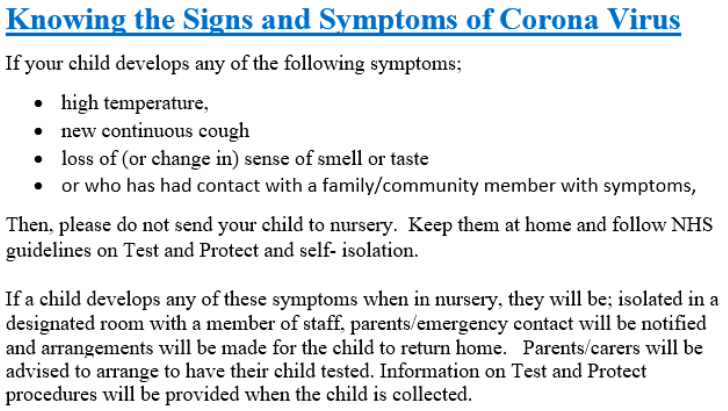 Knowing the Signs and Symptoms of Corona Virus
If your child develops any of the following symptoms;
• high temperature,
• new continuous cough
• loss of (or change in) sense of smell or taste
• or who has had contact with a family/community member with symptoms,
Then, please do not send your child to nursery.  Keep them at home and follow NHS
guidelines on Test and Protect and self- isolation.
If a child develops any of these symptoms when in nursery, they will be; isolated in a
designated room with a member of staff, parents/emergency contact will be notified
and arrangements will be made for the child to return home.   Parents/carers will be
advised to arrange to have their child tested. Information on Test and Protect
procedures will be provided when the child is collected.